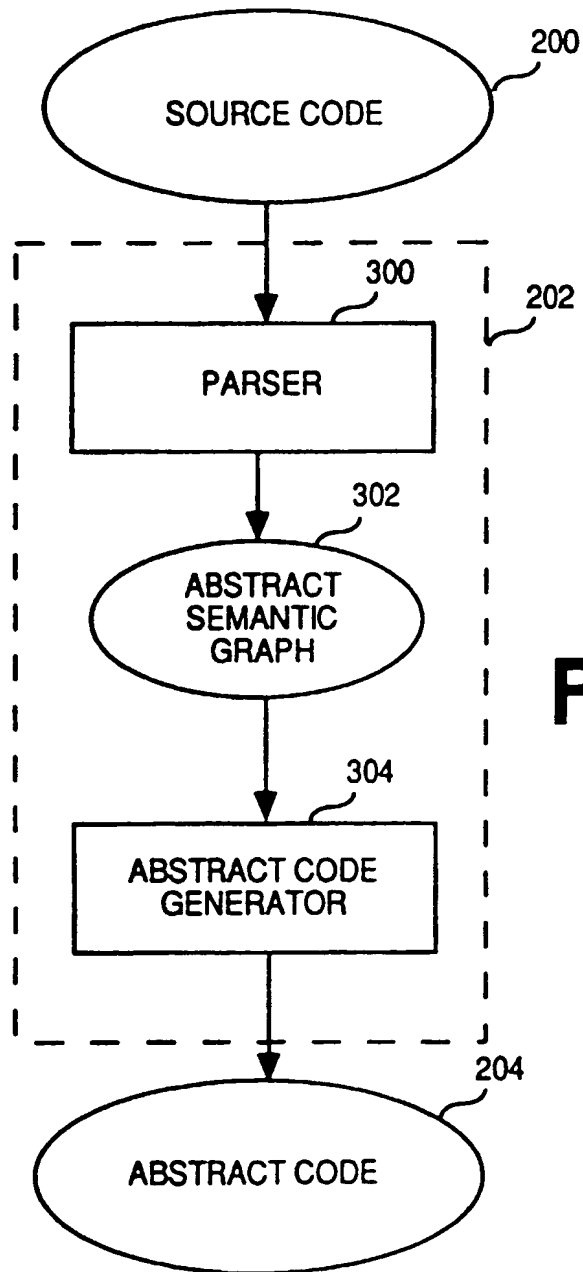 200
SOURCE CODE
300
202
PARSER
302
ABSTRACT
SEMANTIC
GRAPH
304
ABSTRACT CODE
GENERATOR
204
ABSTRACT CODE